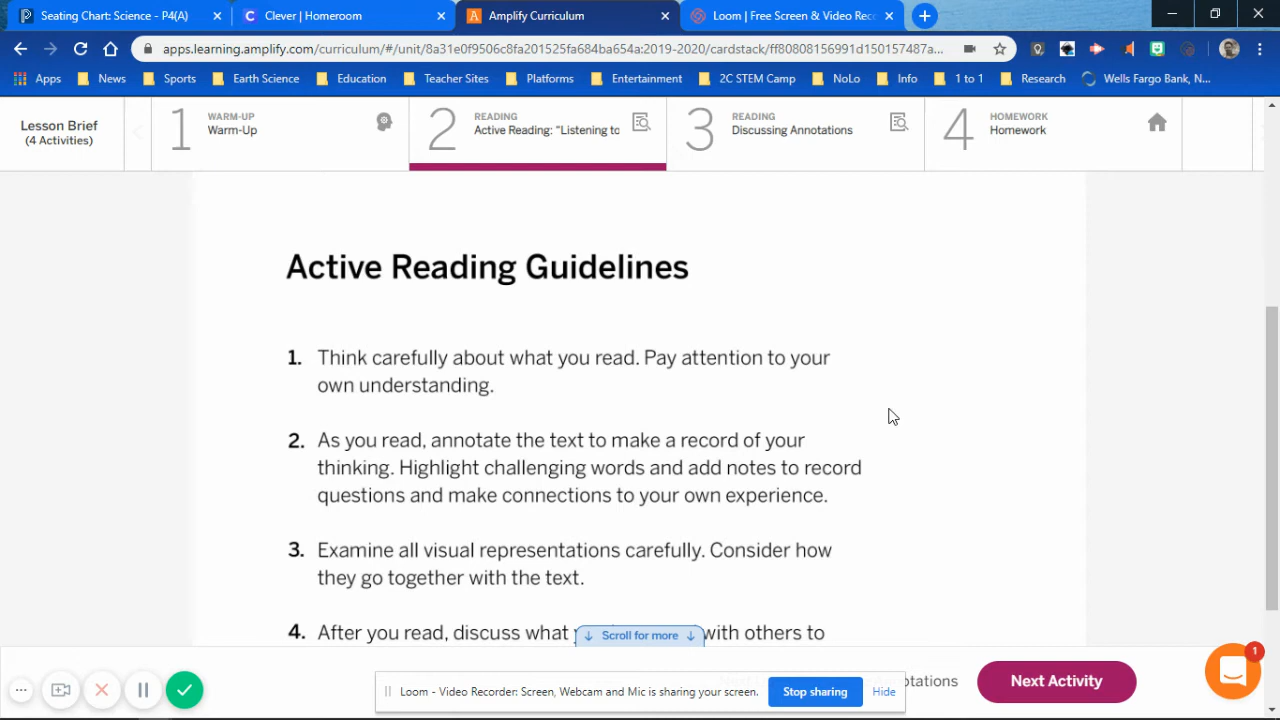 Seating Chart: Science - P4(A)
Clever | Homeroom
Amplify Curriculum
Loom | Free Screen & Video Rec
apps.learning.amplify.com/curriculum/#/unit/8a31e0f9506c8fa201525fa684ba654a:2019-2020/cardstack/ff80808156991d150157487a...
Apps
News
Sports
Earth Science
Education
Teacher Sites
Platforms
Entertainment
2C STEM Camp
NoLo
Info
1 to 1
Research
Wells Fargo Bank, N...
Lesson Brief
(4 Activities)
1
WARM-UP
Warm-Up
2
READING
Active Reading: "Listening to
3
READING
Discussing Annotations
4
HOMEWORK
Homework
Active Reading Guidelines
1. Think carefully about what you read. Pay attention to your
own understanding.
2. As you read, annotate the text to make a record of your
thinking. Highlight challenging words and add notes to record
questions and make connections to your own experience.
3. Examine all visual representations carefully. Consider how
they go together with the text.
4. After you read, discuss what with others to
↓ Scroll for more ↓
Loom - Video Recorder: Screen, Webcam and Mic is sharing your screen.
Stop sharing
Hide
Next Activity
1